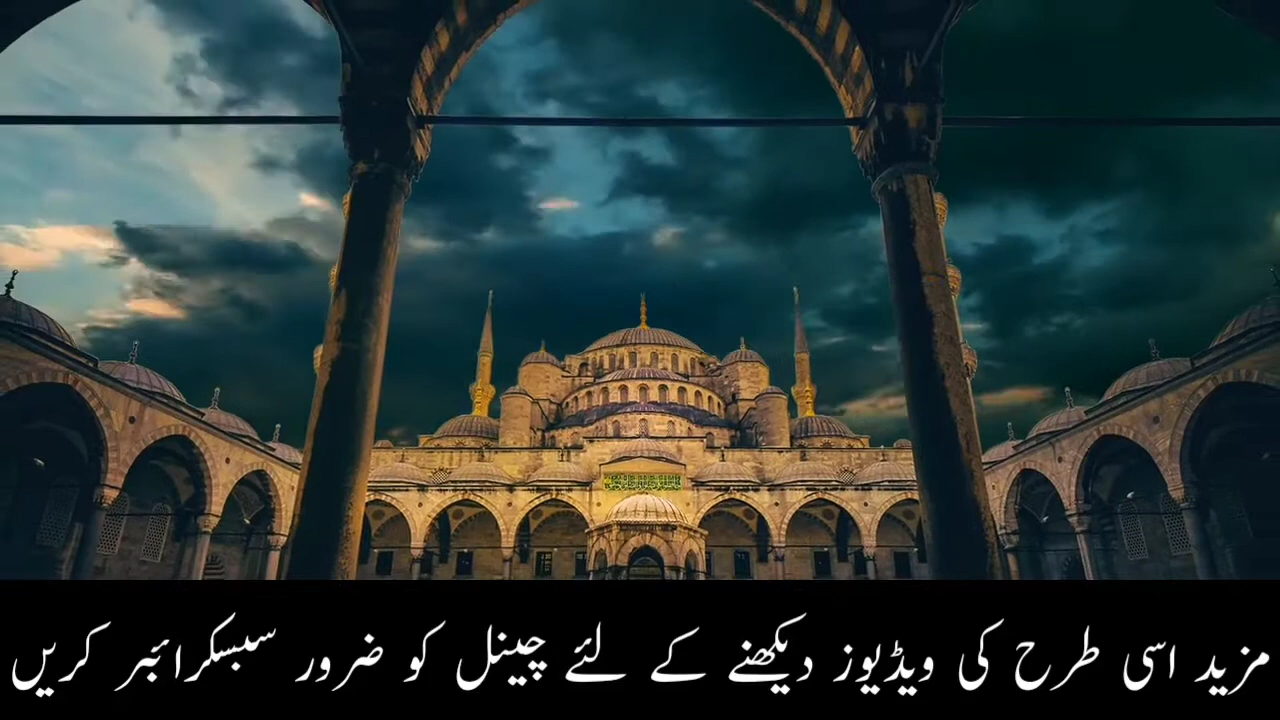 مزید اسی طرح کی ویڈیوز دیکھنے کے لئے چینل کو ضرور سبسکرائبر کریں